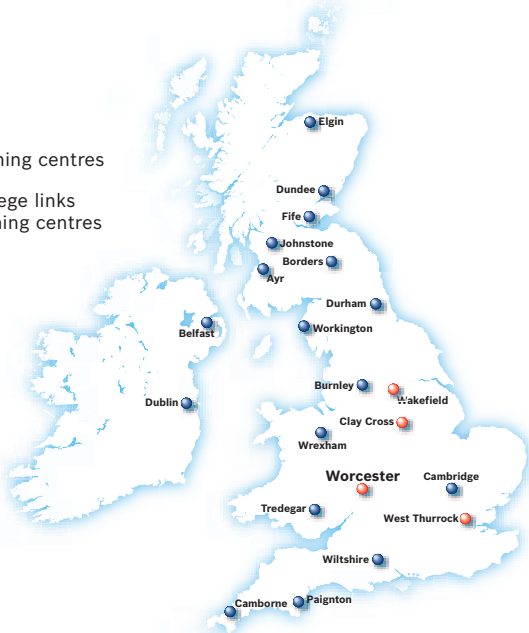 Elgin
ning centres
Dundee
ege links
Fife
ning centres
Johnstone
Borders
Ayr
Durham
Belfast
Workington
Burnley
Wakefield
Dublin
Clay Cross
Wrexham
Worcester
Cambridge
Tredegar
West Thurrock
Wiltshire
Camborne
Paignton